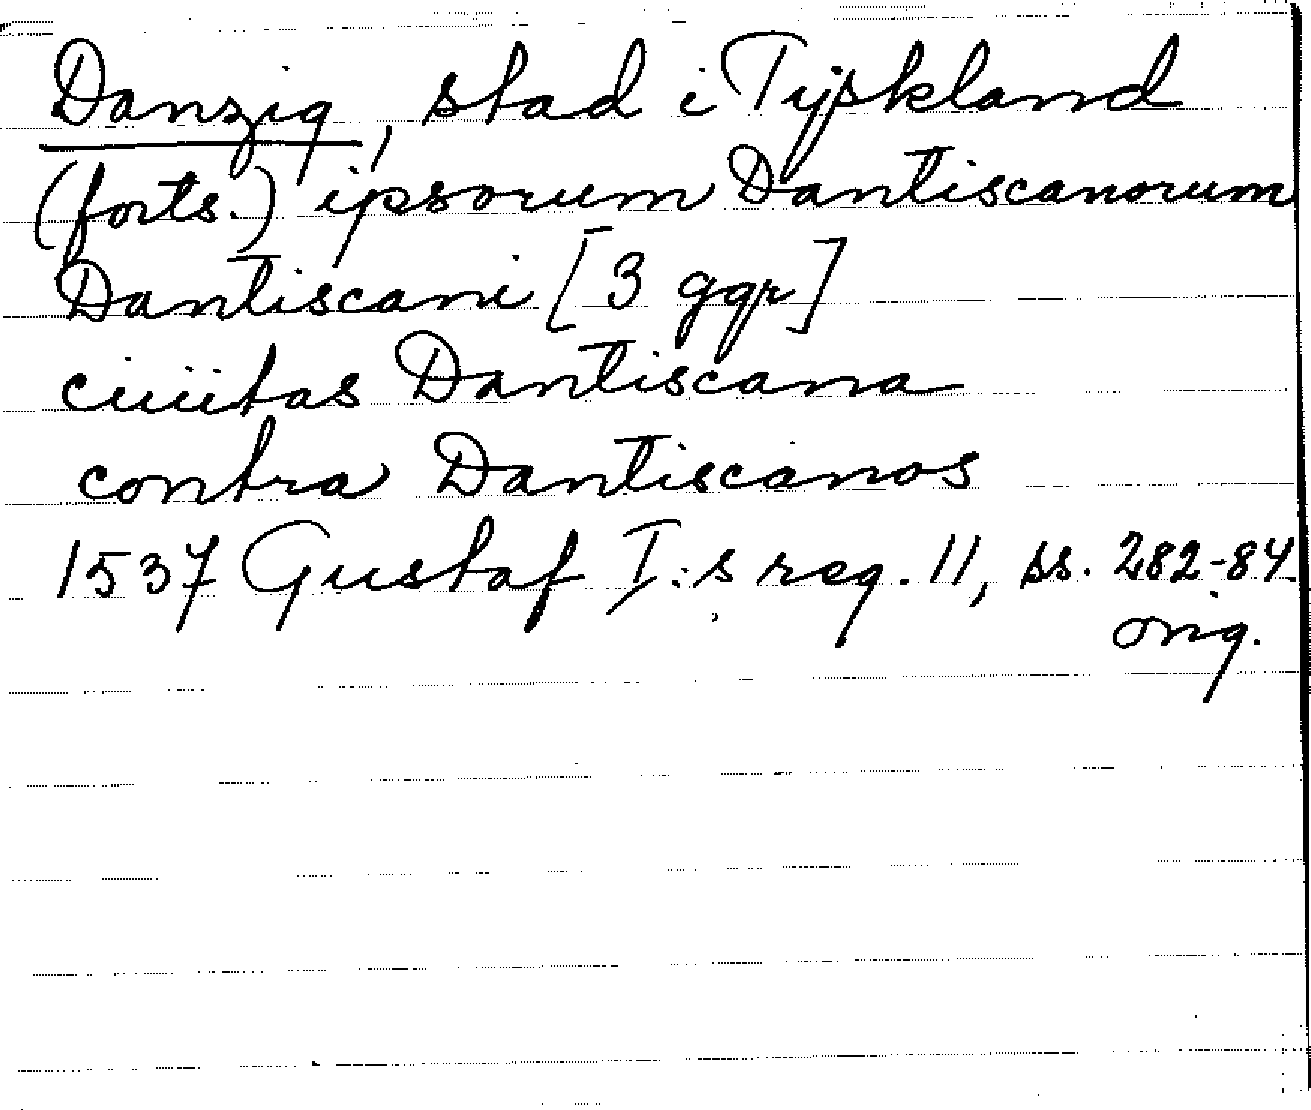 Danzig, stad i Tyskland
(forts.) ipsorum Dantiscanorum
Dantiscani [3 ggr]
ciuitas Dantiscana
contra Dantiscanos
1537 Gustaf I:s reg. 11, ss. 282-84
orig.